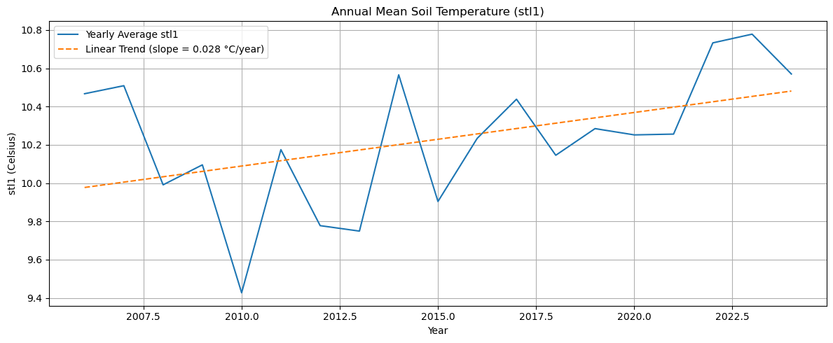 Annual Mean Soil Temperature (stl1)
Yearly Average stl1
Linear Trend (slope = 0.028 °C/year)
10.8
10.6
10.4
10.2
10.0
9.8
9.6
9.4
stl1 (Celsius)
2007.5 2010.0 2012.5 2015.0 2017.5 2020.0 2022.5
Year